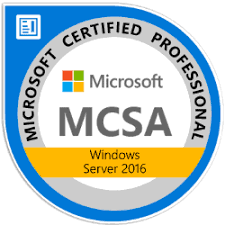 MICROSOFT CERTIFIED PROFESSIONAL
Microsoft
MCSA
Windows
Server 2016